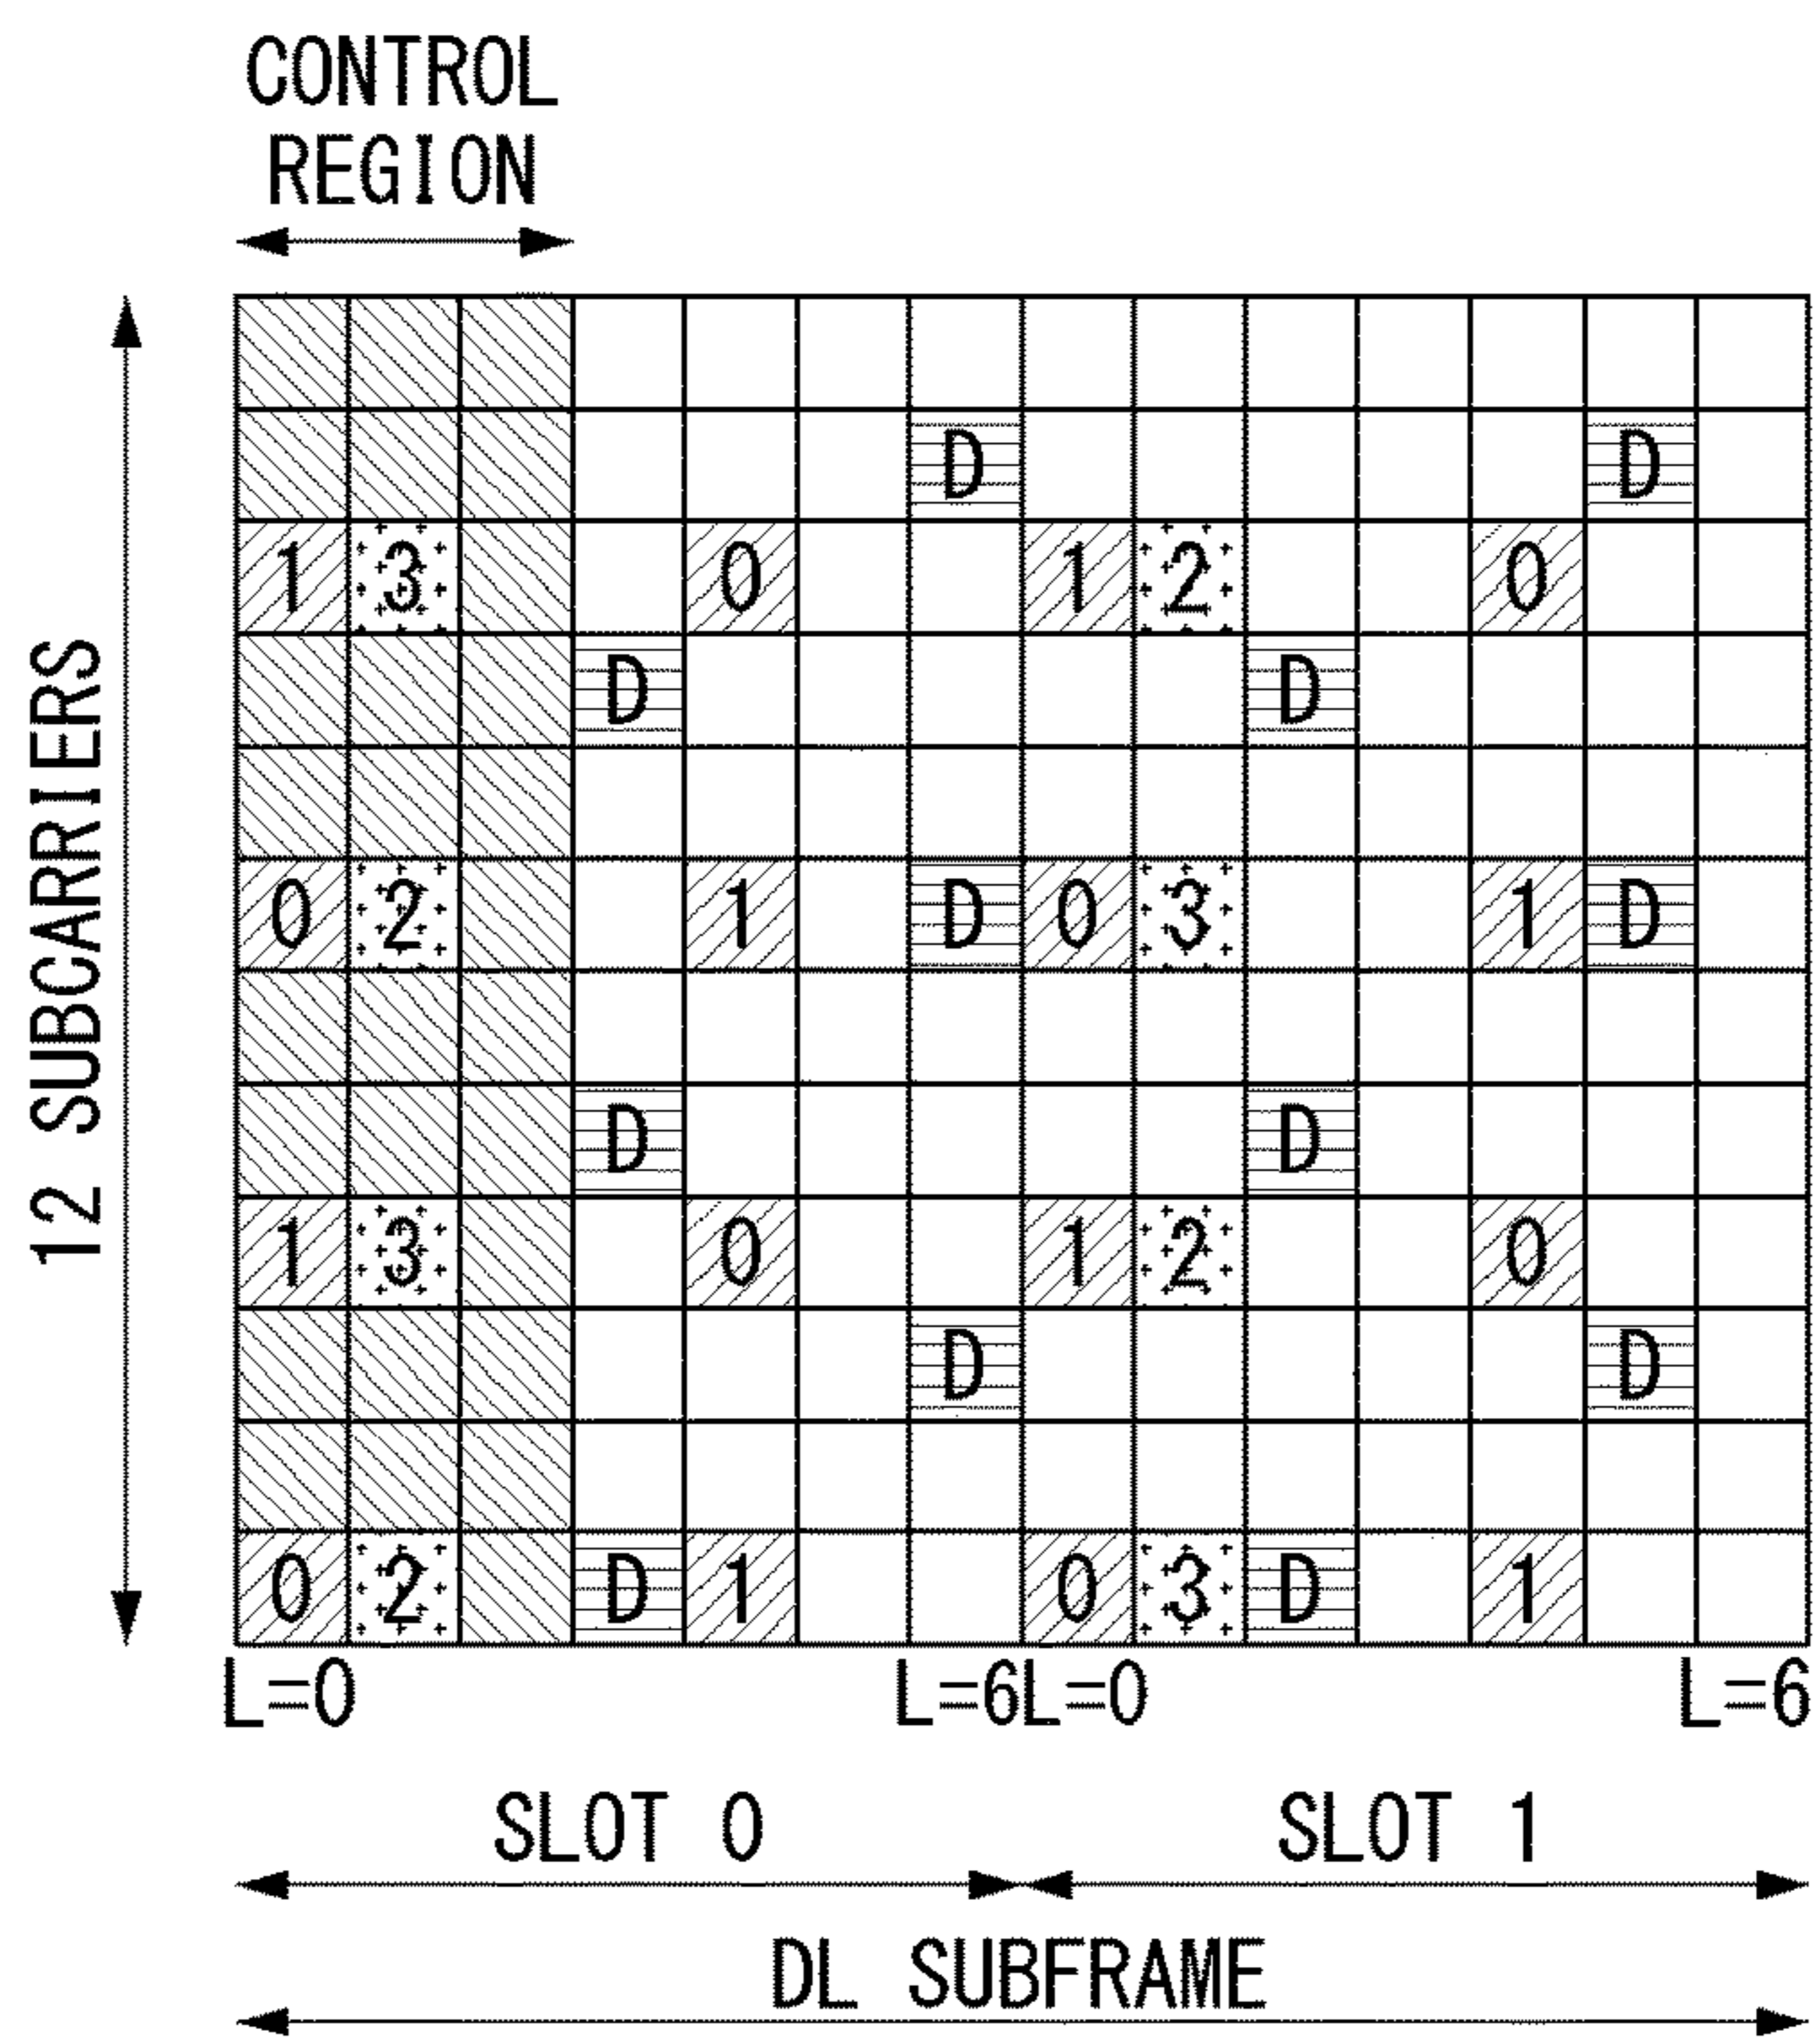 CONTROL
REGION
12 SUBCARRIERS
D D
1 3 0 1 2 0
D D
0 2 1 D 0 3 1 D
D D
1 3 0 1 2 0
D D
0 2 D 1 0 3 D 1
L=0 L=6 L=0 L=6
SLOT 0 SLOT 1
DL SUBFRAME